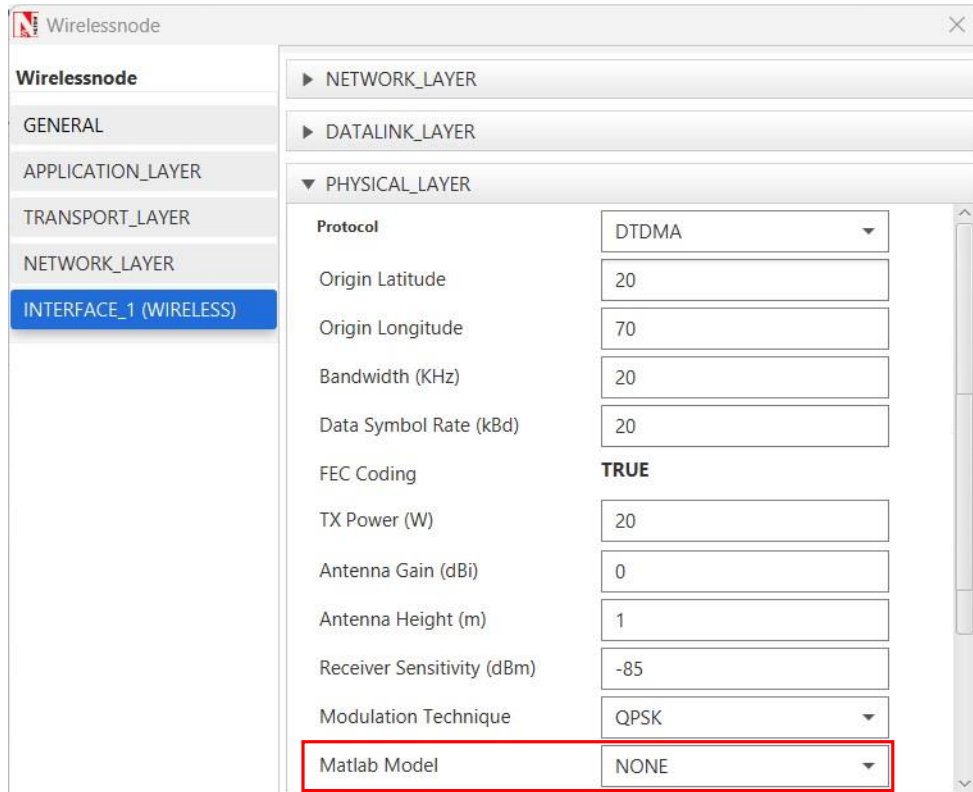 Wirelessnode
Wirelessnode
GENERAL
APPLICATION_LAYER
TRANSPORT_LAYER
NETWORK_LAYER
INTERFACE_1 (WIRELESS)
NETWORK_LAYER
DATALINK_LAYER
PHYSICAL_LAYER
Protocol DTDMA
Origin Latitude 20
Origin Longitude 70
Bandwidth (KHz) 20
Data Symbol Rate (kBd) 20
FEC Coding TRUE
TX Power (W) 20
Antenna Gain (dBi) 0
Antenna Height (m) 1
Receiver Sensitivity (dBm) -85
Modulation Technique QPSK
Matlab Model NONE